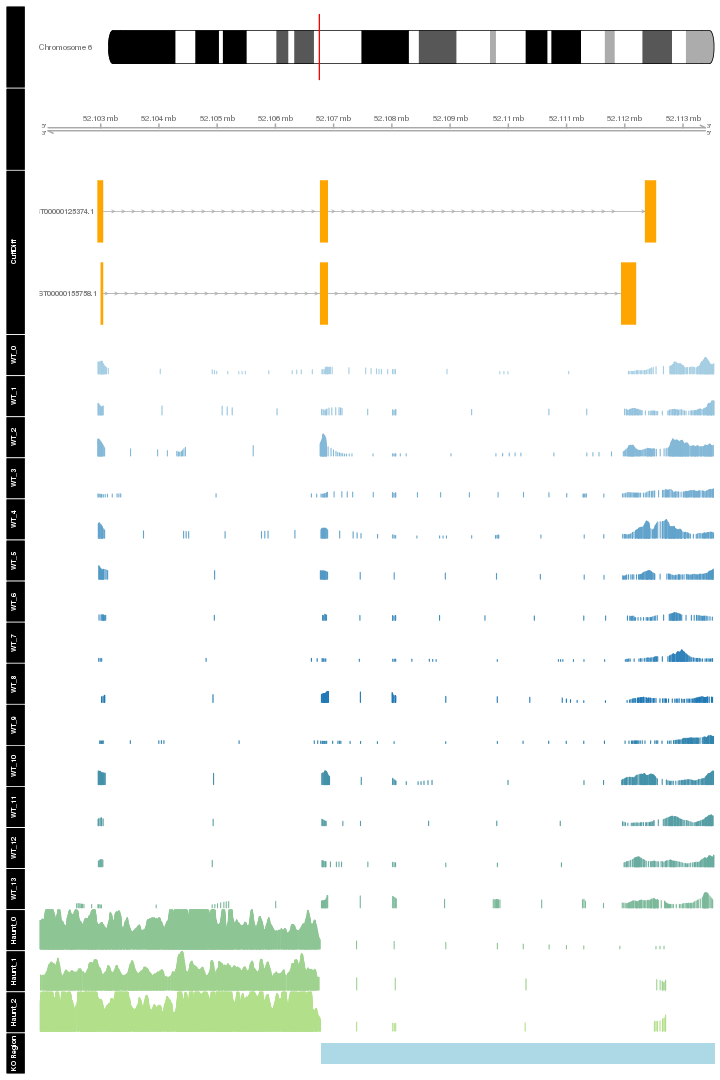 Chromosome 6
52.103 mb 52.104 mb 52.105 mb 52.106 mb 52.107 mb 52.108 mb 52.109 mb 52.11 mb 52.111 mb 52.112 mb 52.113 mb
5' 3'
3' 5'
CuffDiff
T00000125374.1
ST00000155758.1
WT_0
WT_1
WT_2
WT_3
WT_4
WT_5
WT_6
WT_7
WT_8
WT_9
WT_10
WT_11
WT_12
WT_13
Haunt_0
Haunt_1
Haunt_2
KO Region